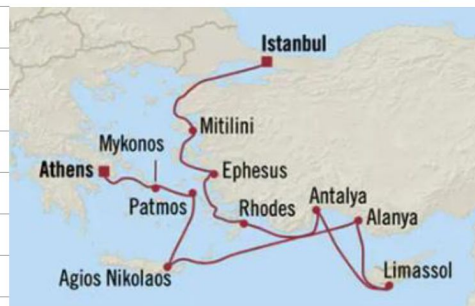 Istanbul
Mitilini
Mykonos
Athens
Ephesus
Patmos
Rhodes
Antalya
Alanya
Agios Nikolaos
Limassol